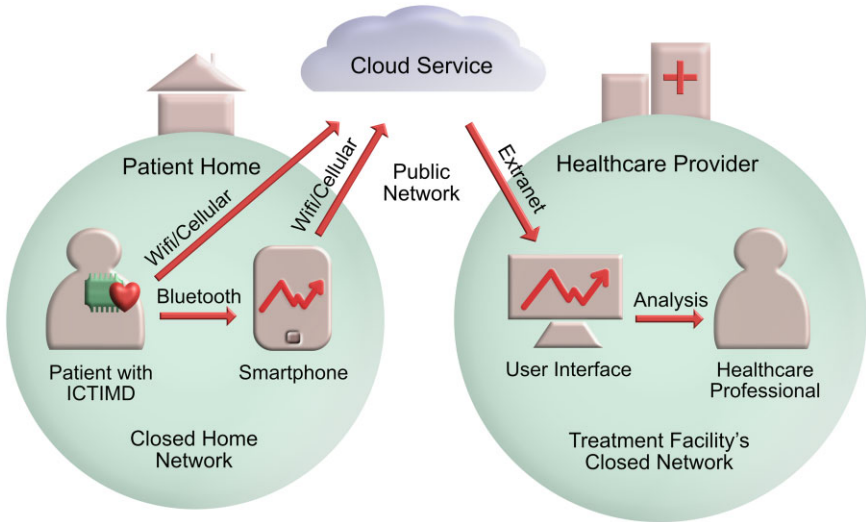 Cloud Service
Patient Home
Wifi/Cellular
Wifi/Cellular
Public
Network
Extranet
Healthcare Provider
Bluetooth
Analysis
Patient with
ICTIMD
Smartphone
User Interface
Healthcare
Professional
Closed Home
Network
Treatment Facility's
Closed Network